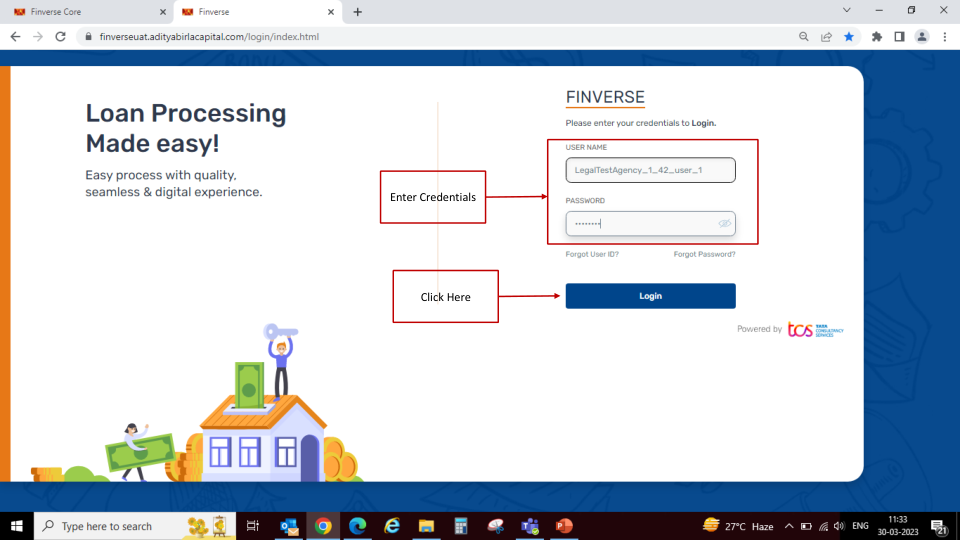 Finverse Core
Finverse
finverseuat.adityabirlacapital.com/login/index.html
Loan Processing
Made easy!
Easy process with quality,
seamless & digital experience.
FINVERSE
Please enter your credentials to Login.
USER NAME
LegalTestAgency_1_42_user_1
Enter Credentials
PASSWORD
Forgot User ID?
Forgot Password?
Click Here
Login
Powered by
tcs TATA
CONSULTANCY
SERVICES
Type here to search
27°C Haze
ENG
11:33
30-03-2023
21